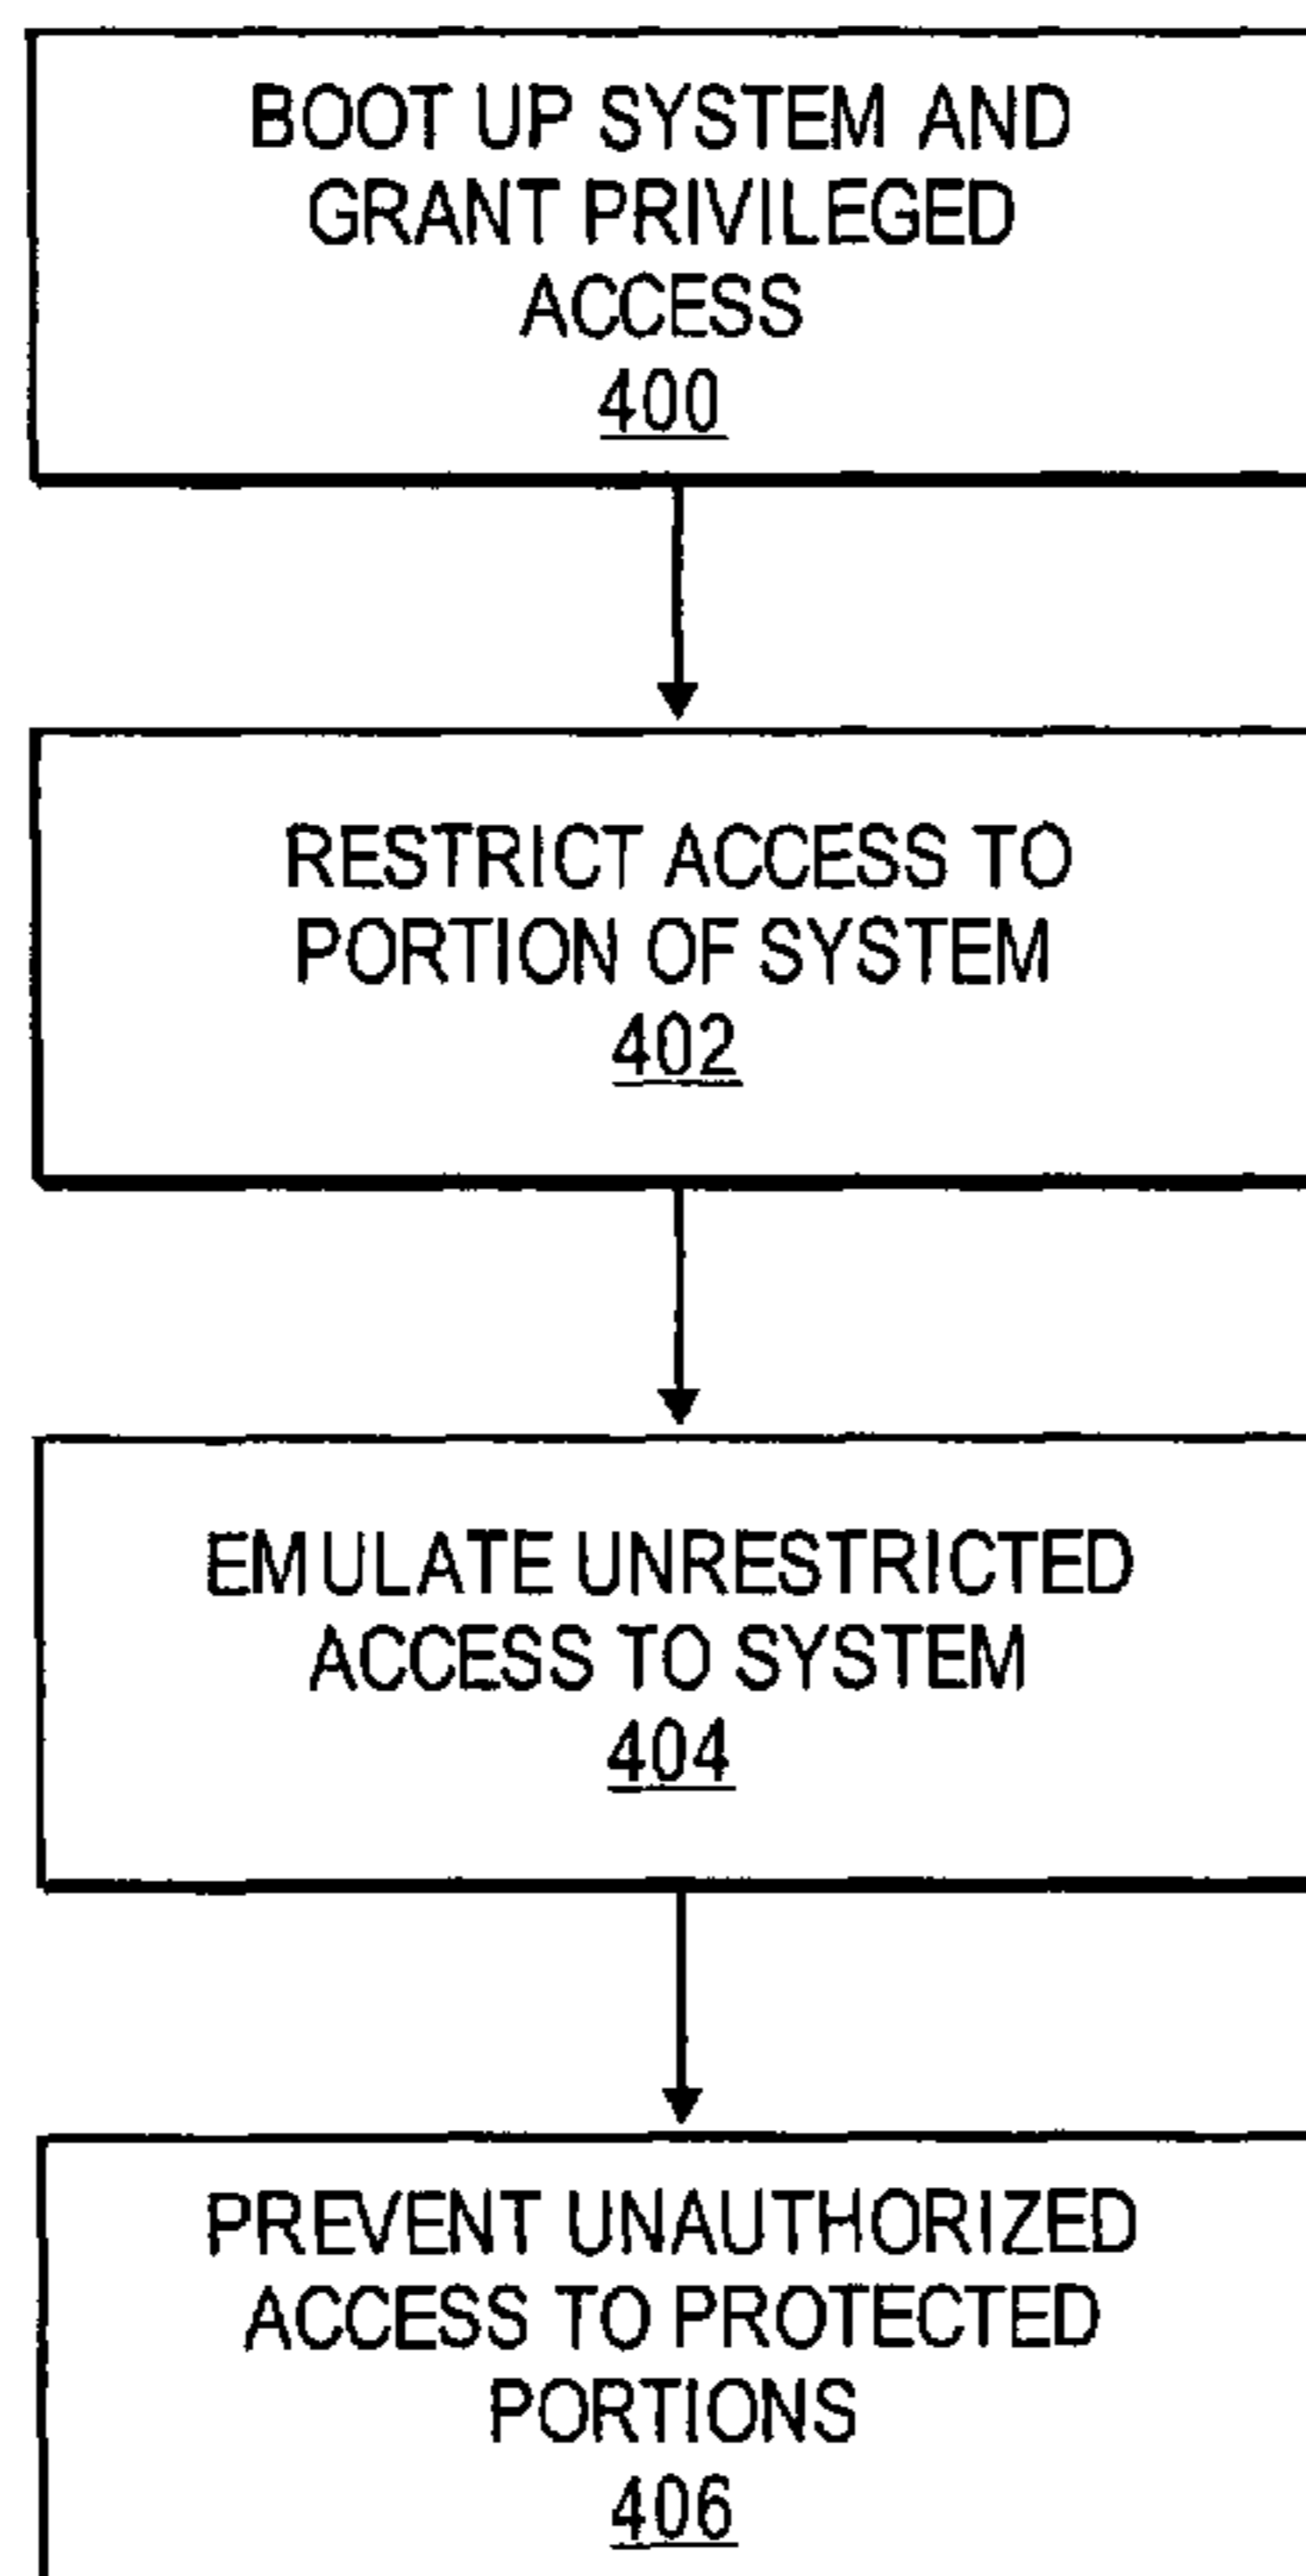 BOOT UP SYSTEM AND
GRANT PRIVILEGED
ACCESS
400
RESTRICT ACCESS TO
PORTION OF SYSTEM
402
EMULATE UNRESTRICTED
ACCESS TO SYSTEM
404
PREVENT UNAUTHORIZED
ACCESS TO PROTECTED
PORTIONS
406